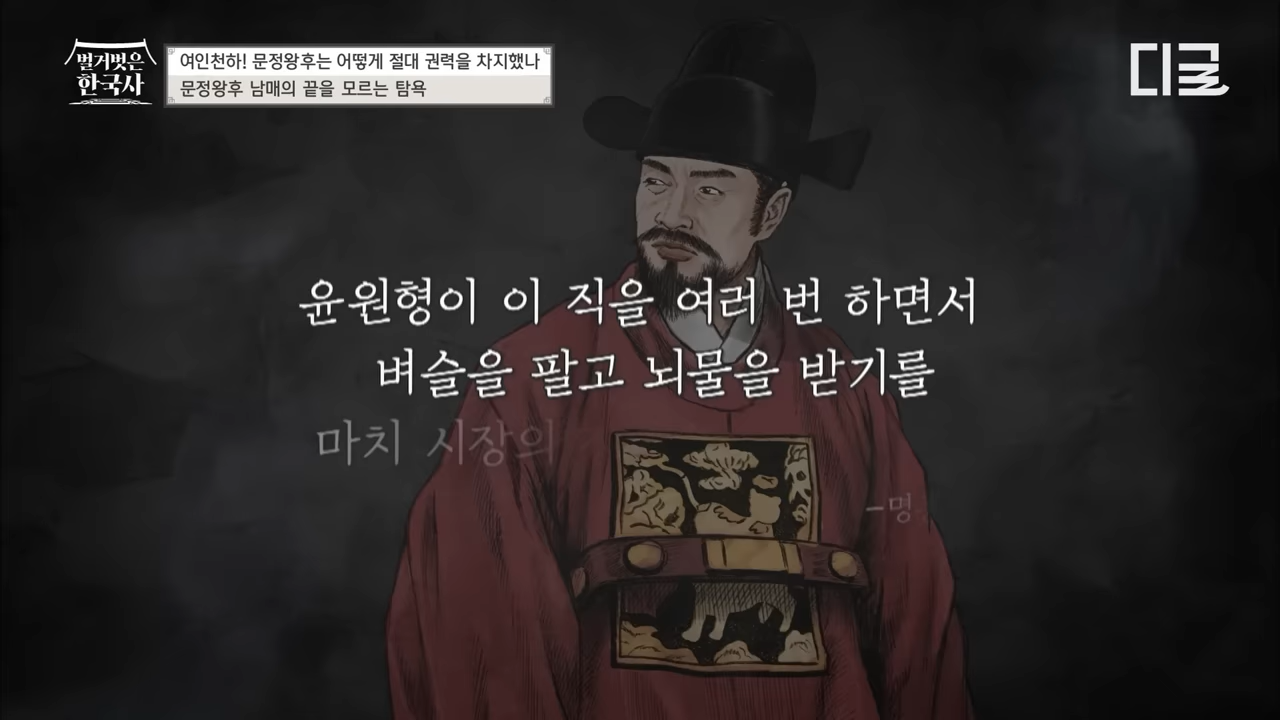 벌거벗은
한국사
여인천하! 문정왕후는 어떻게 절대 권력을 차지했나
문정왕후 남매의 끝을 모르는 탐욕
디글
윤원형이 이 직을 여러 번 하면서
벼슬을 팔고 뇌물을 받기를
마치 시장의
-명